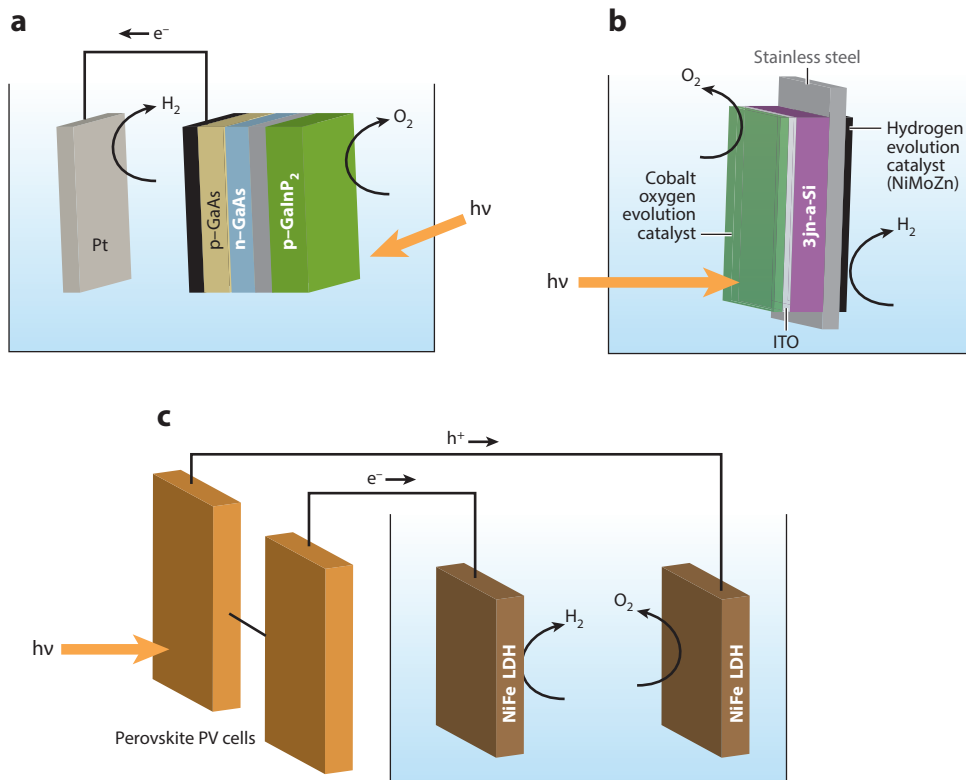 a
e⁻
H₂
O₂
Pt
p–GaAs
n–GaAs
p–GaInP₂
hν
b
Stainless steel
O₂
Hydrogen
evolution
catalyst
(NiMoZn)
Cobalt
oxygen
evolution
catalyst
3jn-a-Si
H₂
hν
ITO
c
h⁺
e⁻
H₂
O₂
hν
NiFe LDH
NiFe LDH
Perovskite PV cells